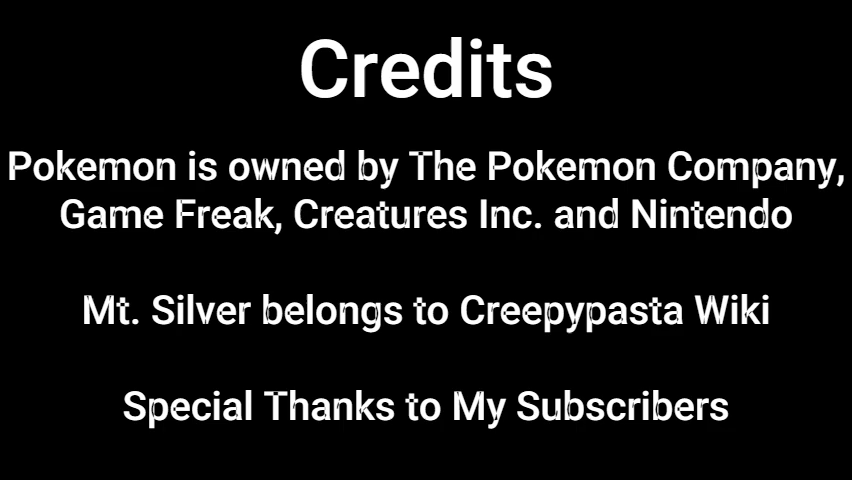 Credits
Pokemon is owned by The Pokemon Company,
Game Freak, Creatures Inc. and Nintendo
Mt. Silver belongs to Creepypasta Wiki
Special Thanks to My Subscribers